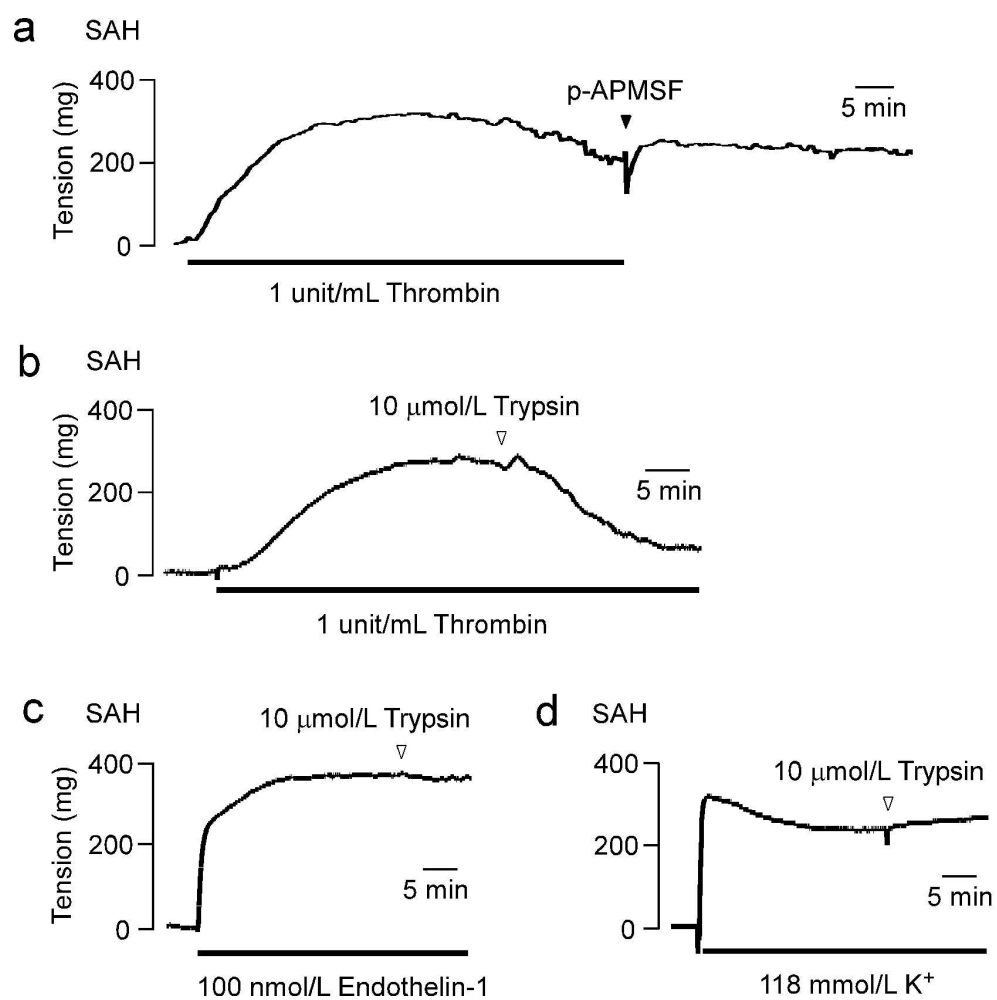 a SAH
Tension (mg)
400
200
0
p-APMSF
5 min
1 unit/mL Thrombin
b SAH
Tension (mg)
400
200
0
10 μmol/L Trypsin
5 min
1 unit/mL Thrombin
c SAH
Tension (mg)
400
200
0
10 μmol/L Trypsin
5 min
100 nmol/L Endothelin-1
d SAH
400
200
0
10 μmol/L Trypsin
5 min
118 mmol/L K⁺